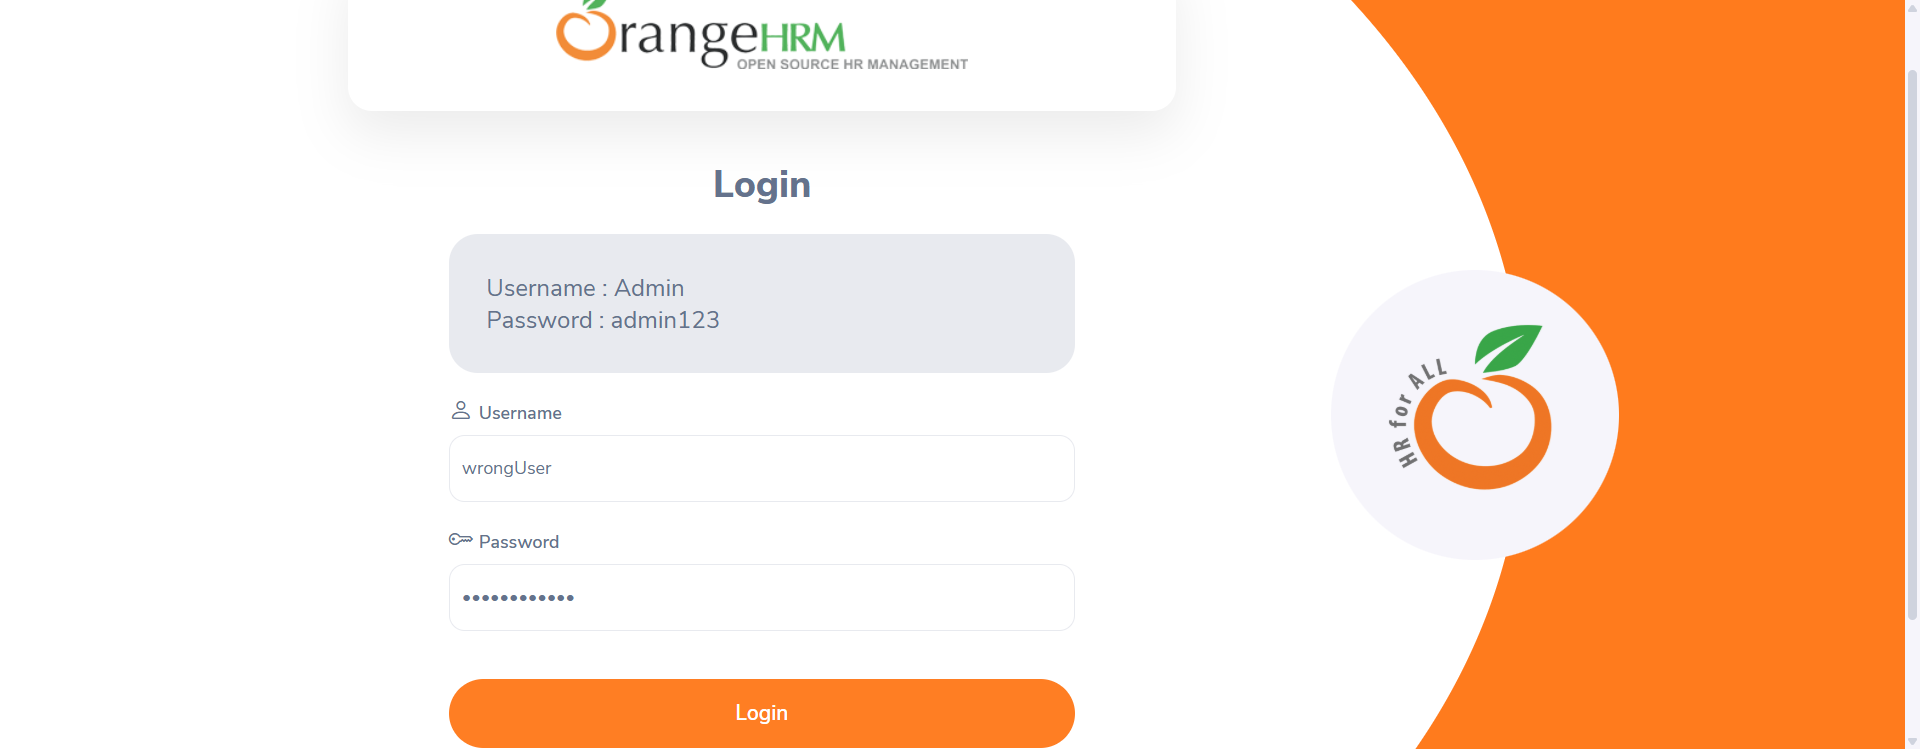 OrangeHRM
OPEN SOURCE HR MANAGEMENT
Login
Username : Admin
Password : admin123
Username
wrongUser
Password
••••••••••••
Login
HR for ALL